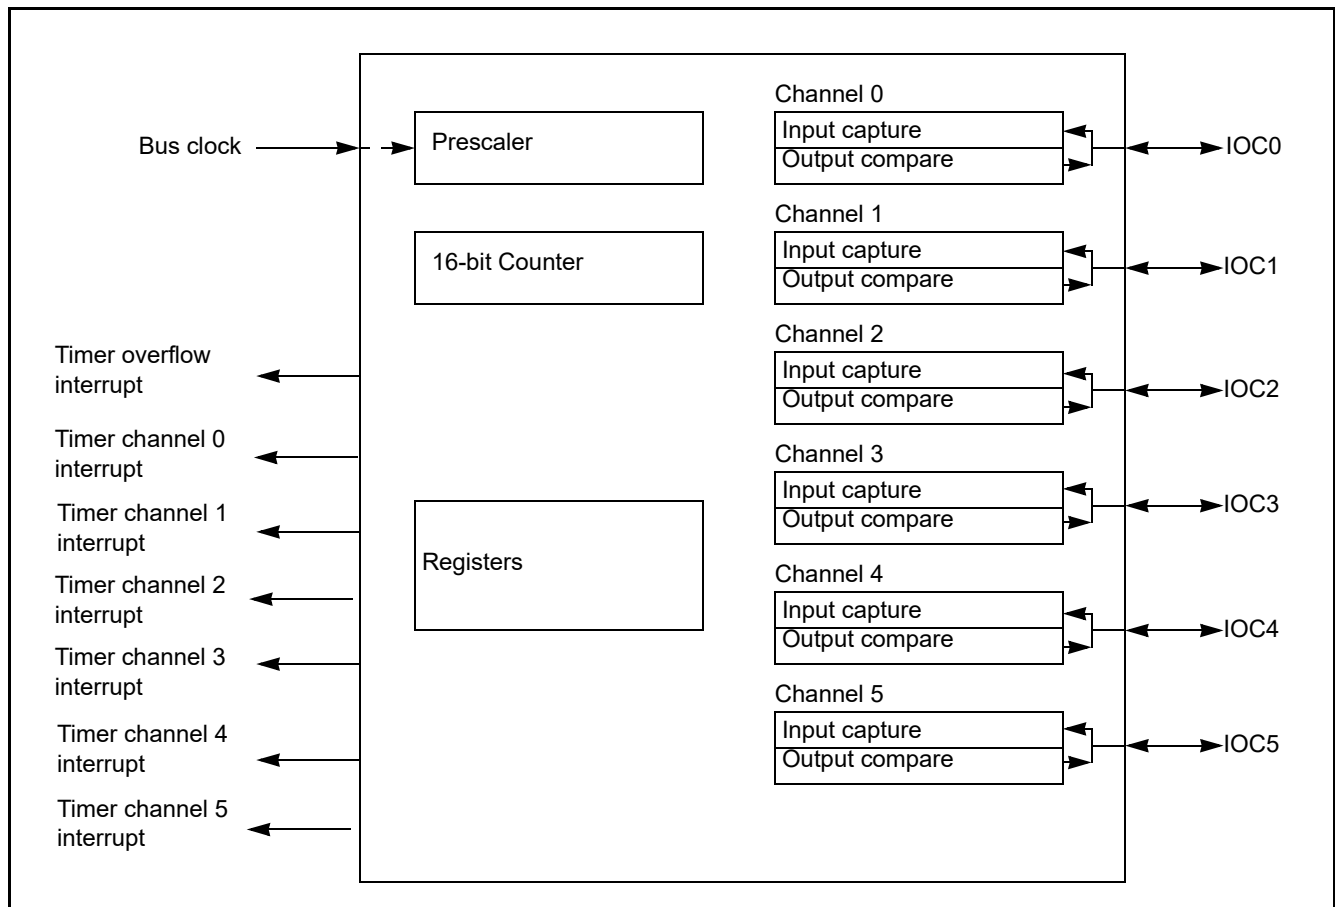 Channel 0
Bus clock
Prescaler
Input capture
Output compare
IOC0
Channel 1
16-bit Counter
Input capture
Output compare
IOC1
Channel 2
Timer overflow
interrupt
Input capture
Output compare
IOC2
Timer channel 0
interrupt
Channel 3
Input capture
Output compare
IOC3
Timer channel 1
interrupt
Registers
Channel 4
Timer channel 2
interrupt
Input capture
Output compare
IOC4
Timer channel 3
interrupt
Channel 5
Input capture
Output compare
IOC5
Timer channel 4
interrupt
Timer channel 5
interrupt